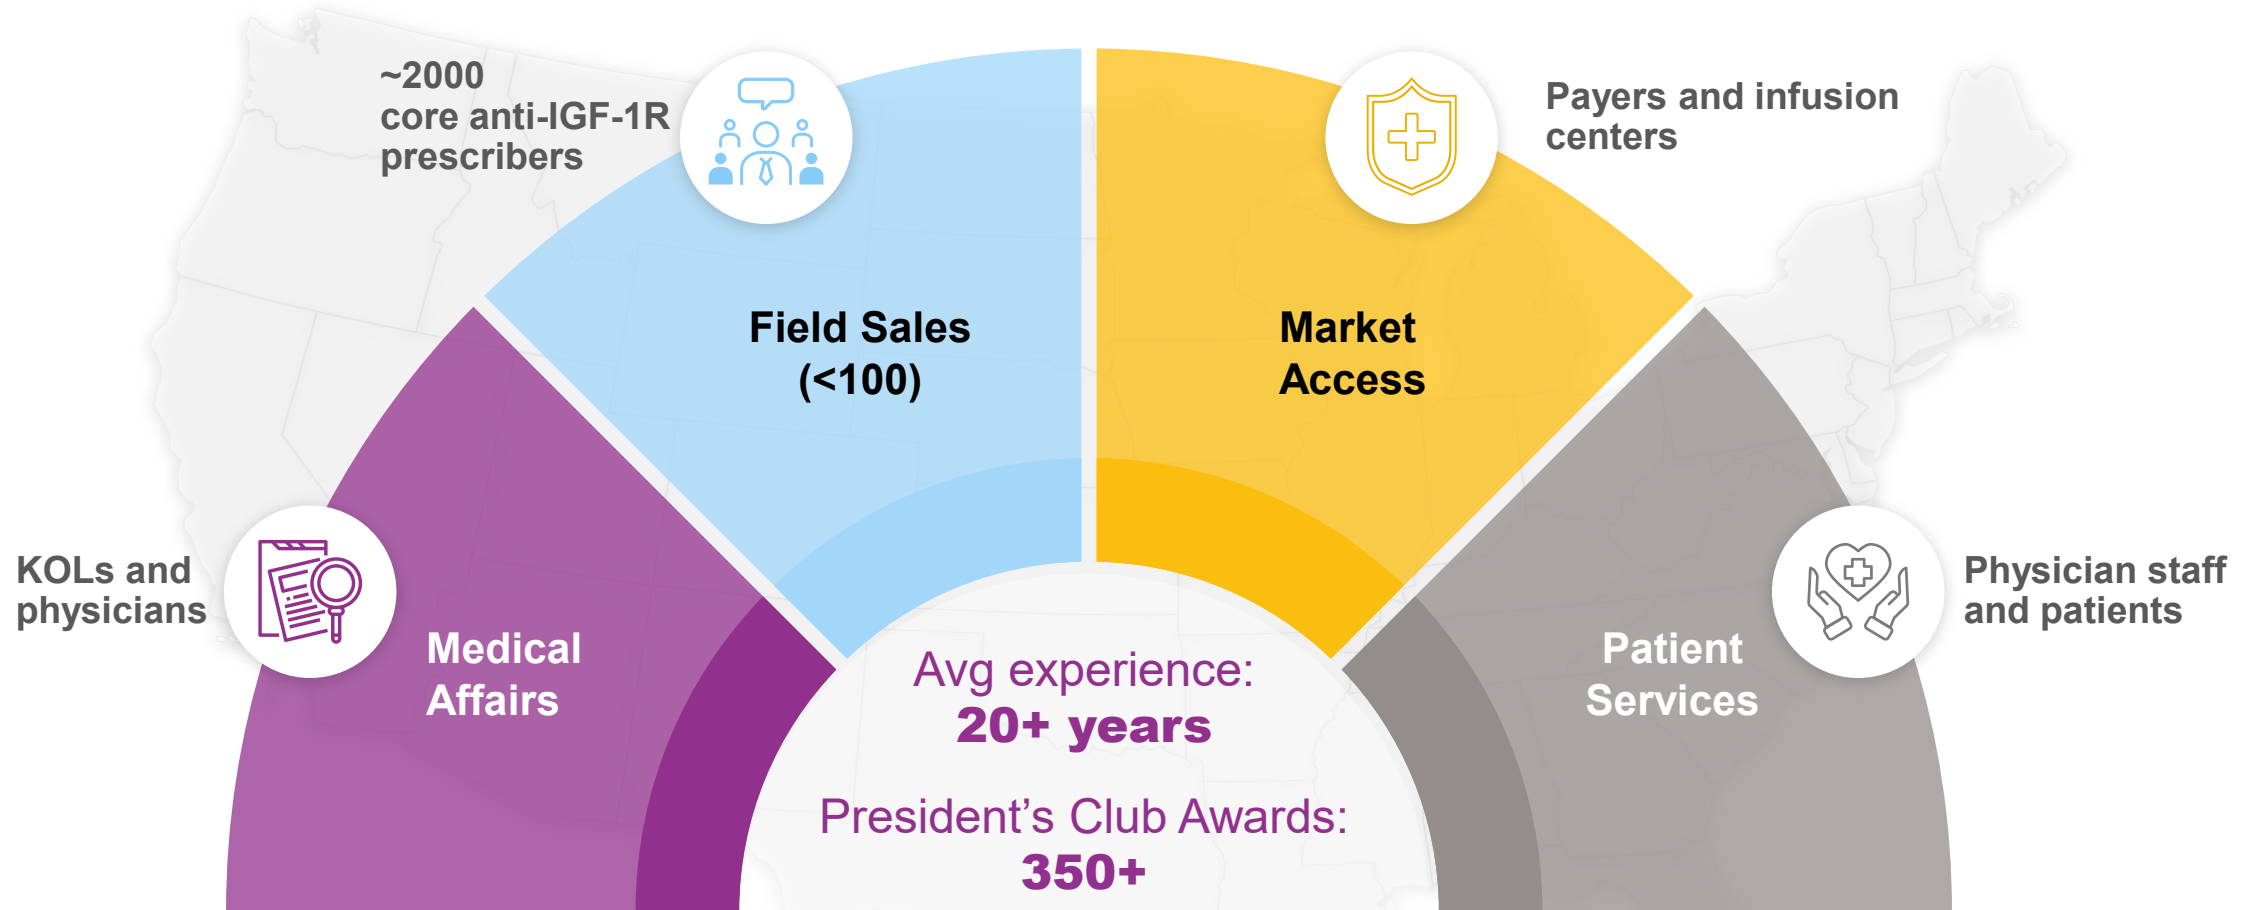 ~2000
core anti-IGF-1R
prescribers
Payers and infusion
centers
Field Sales
(<100)
Market
Access
KOLs and
physicians
Medical
Affairs
Patient
Services
Physician staff
and patients
Avg experience:
20+ years
President’s Club Awards:
350+